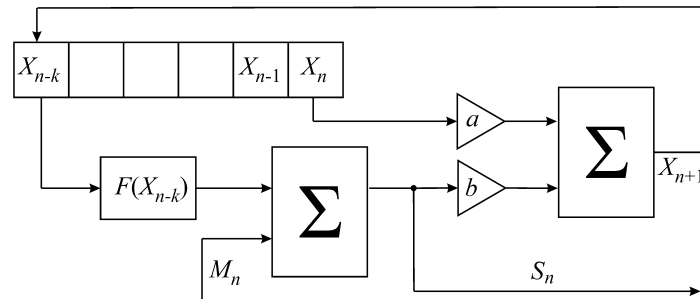 X_{n-k} X_{n-1} X_n
a
F(X_{n-k})
Σ
b
Σ
X_{n+1}
M_n
S_n